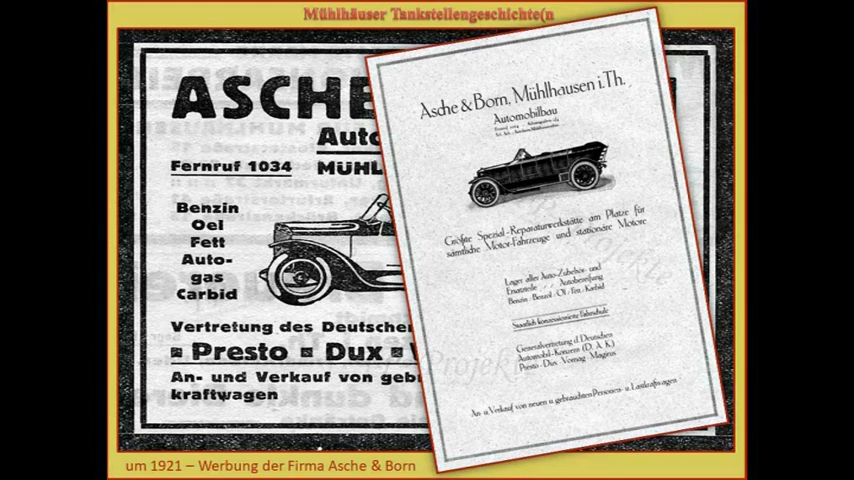 Mühlhäuser Tankstellengeschichte(n
ASCHE
Auto
Fernruf 1034 MÜHL
Benzin
Oel
Fett
Auto-
gas
Carbid
Vertretung des Deutschen
Presto ▪ Dux ▪
An- und Verkauf von gebr
kraftwagen
Asche & Born, Mühlhausen i. Th.
Automobilbau
Größte Spezial-Reparaturwerkstätte am Platze für
sämtliche Motor-Fahrzeuge und stationäre Motore
Lager aller Auto-Zubehör- und
Ersatzteile Autobereifung
Benzin · Benzol · Öl · Fett · Karbid
Staatlich konzessionierte Fahrschule
Generalvertretung d. Deutschen
Automobil-Konzern (D. A. K.)
Presto · Dux · Vomag · Magirus
An- u. Verkauf von neuen u. gebrauchten Personen- u. Lastkraftwagen
um 1921 – Werbung der Firma Asche & Born